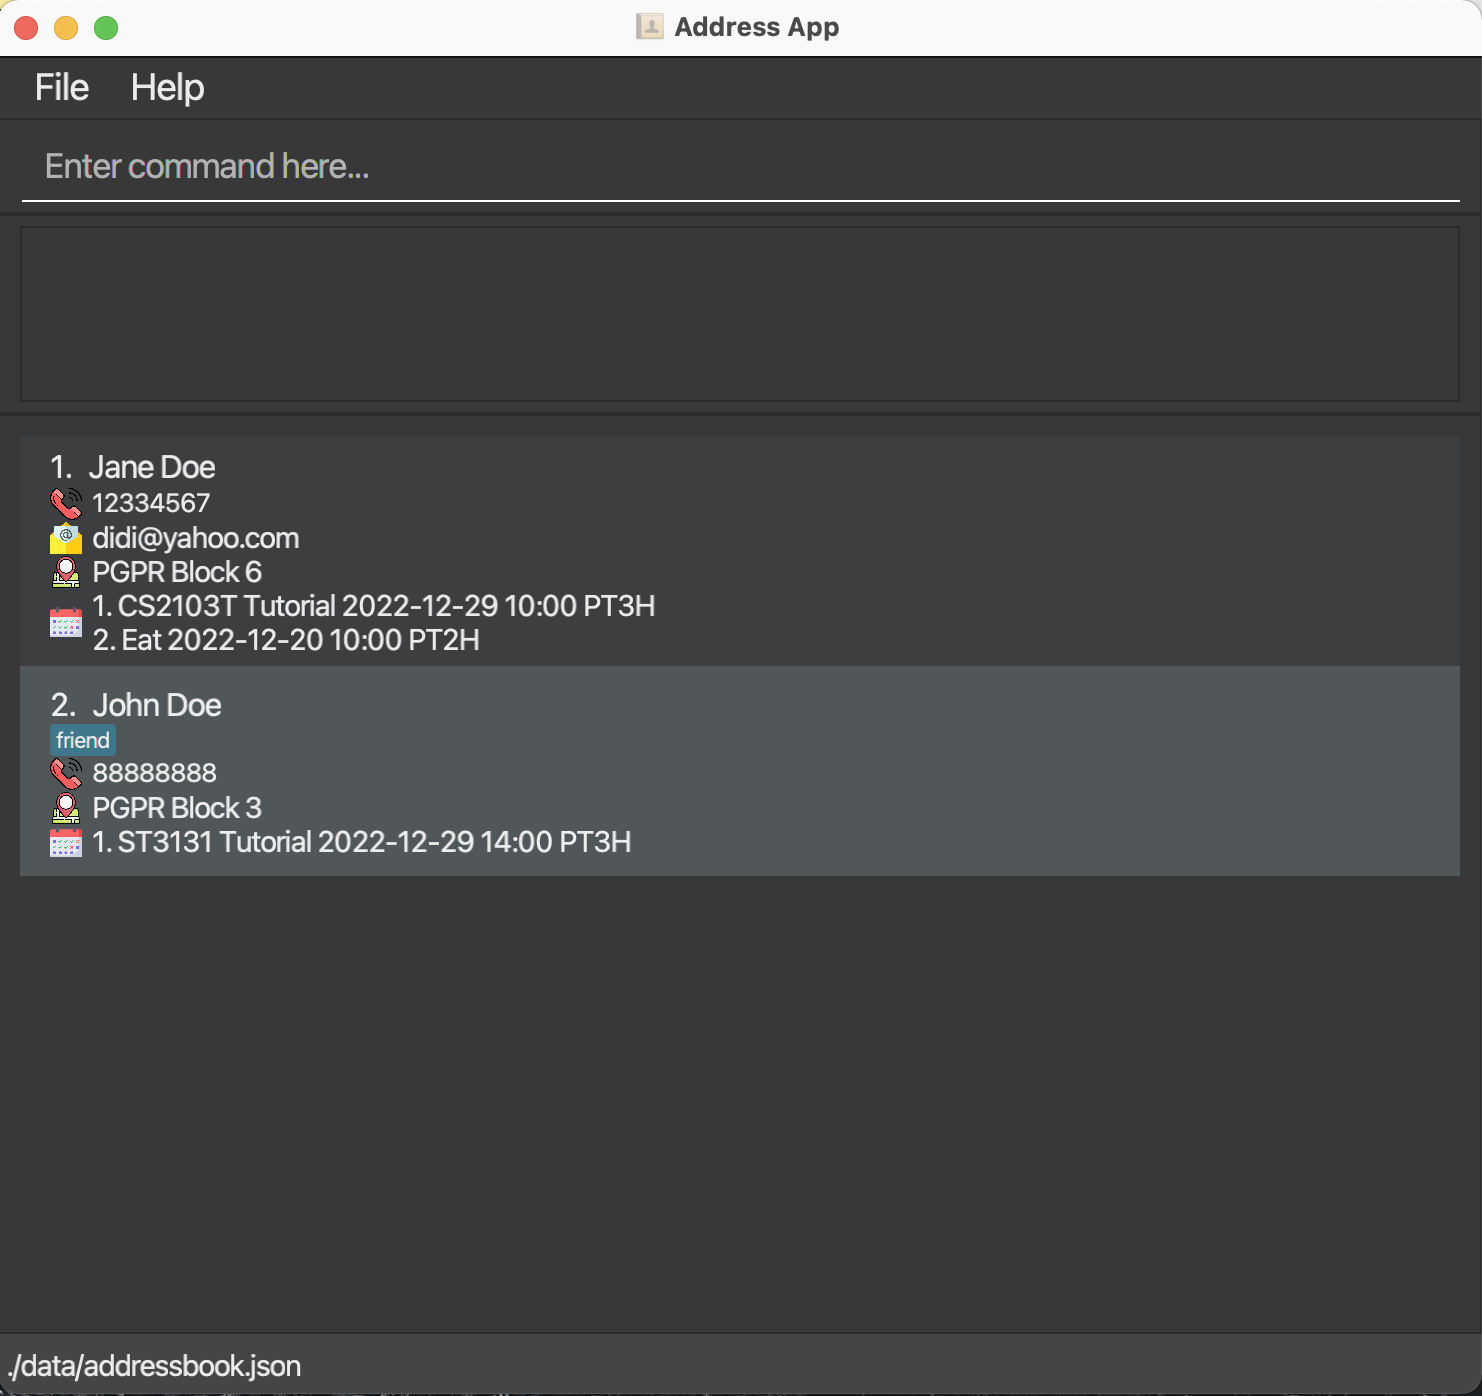 Address App
File Help
Enter command here...
1. Jane Doe
12334567
didi@yahoo.com
PGPR Block 6
1. CS2103T Tutorial 2022-12-29 10:00 PT3H
2. Eat 2022-12-20 10:00 PT2H
2. John Doe
friend
88888888
PGPR Block 3
1. ST3131 Tutorial 2022-12-29 14:00 PT3H
./data/addressbook.json